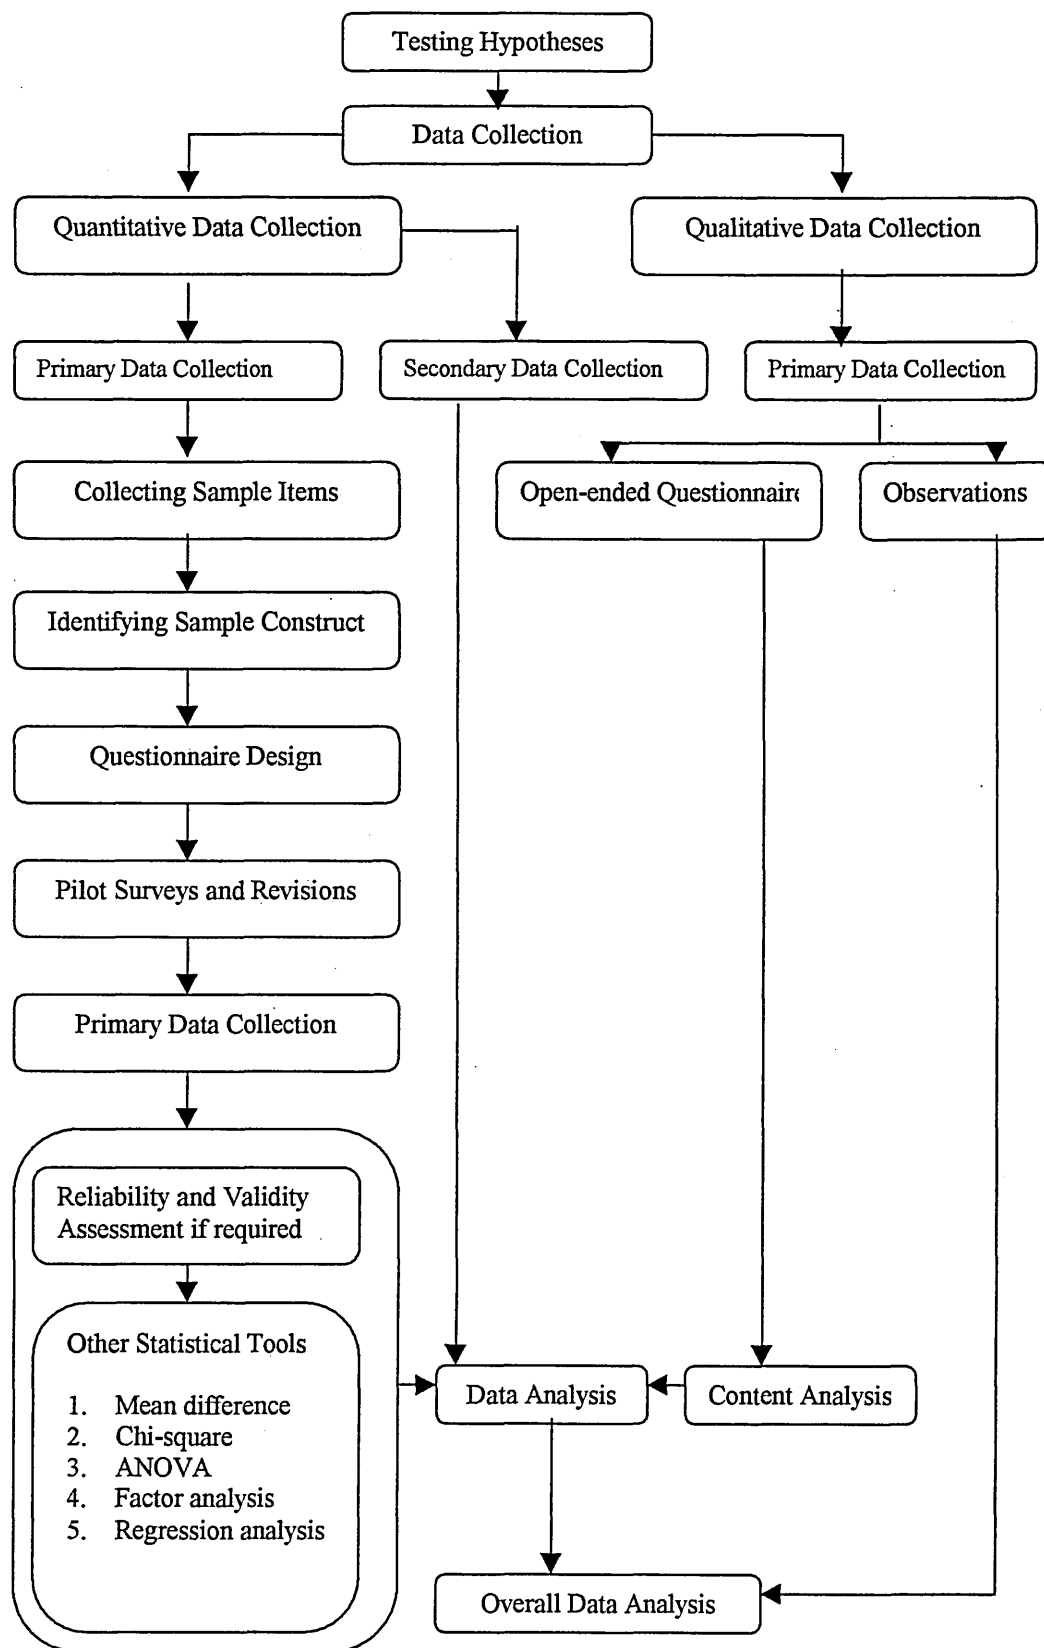 Testing Hypotheses
Data Collection
Quantitative Data Collection
Qualitative Data Collection
Primary Data Collection
Secondary Data Collection
Primary Data Collection
Collecting Sample Items
Open-ended Questionnaire
Observations
Identifying Sample Construct
Questionnaire Design
Pilot Surveys and Revisions
Primary Data Collection
Reliability and Validity
Assessment if required
Other Statistical Tools
1. Mean difference
2. Chi-square
3. ANOVA
4. Factor analysis
5. Regression analysis
Data Analysis
Content Analysis
Overall Data Analysis